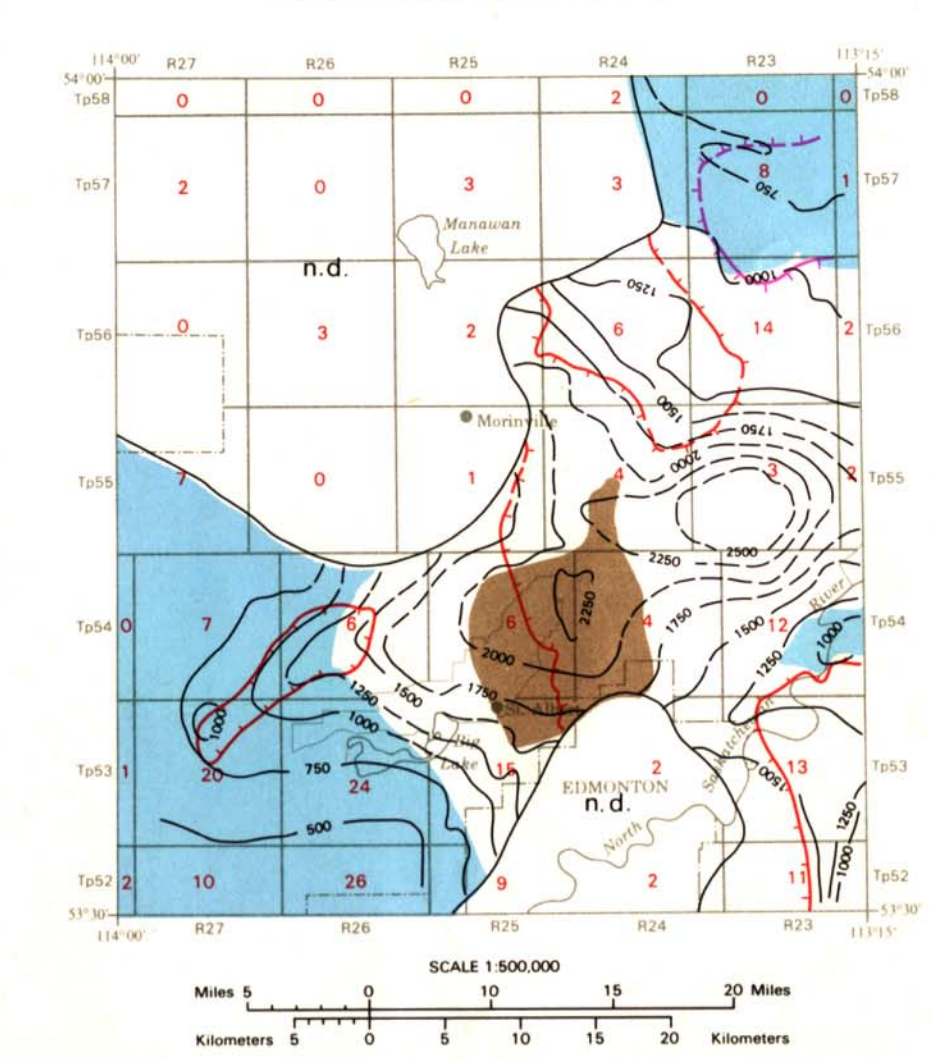 114°00' R27 R26 R25 R24 R23 113°15'
54°00' 54°00'
Tp58 0 0 0 2 0 0 Tp58
8
Tp57 2 0 3 3 750 1 Tp57
Manawan
Lake
n.d.
1000
1250
0
Tp56 3 2 6 14 2 Tp56
1500
Morinville
1750
2000
3 2
Tp55 7 0 1 4 Tp55
2250 2500
River
2250
Tp54 0 7 6 6 4 1750 1500 12 1000 Tp54
2000
1250
1250 1500 1750
St. Albert
1000 1000
Big
Lake
Saskatchewan
Tp53 1 20 750 15 2 1500 13 Tp53
24
EDMONTON
n.d.
1250
500
North
1000
Tp52 2 10 26 9 2 11 Tp52
53°30' 53°30'
114°00' R27 R26 R25 R24 R23 113°15'
SCALE 1:500,000
Miles 5 0 10 15 20 Miles
Kilometers 5 0 5 10 15 20 Kilometers